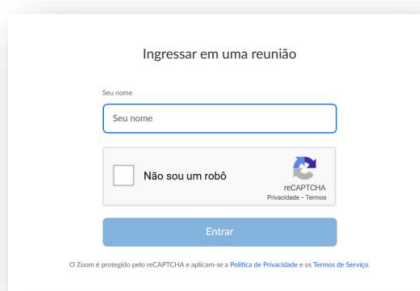 Ingressar em uma reunião
Seu nome
Seu nome
Não sou um robô
reCAPTCHA
Privacidade - Termos
Entrar
O Zoom é protegido pelo reCAPTCHA e aplicam-se a Política de Privacidade e os Termos de Serviço.